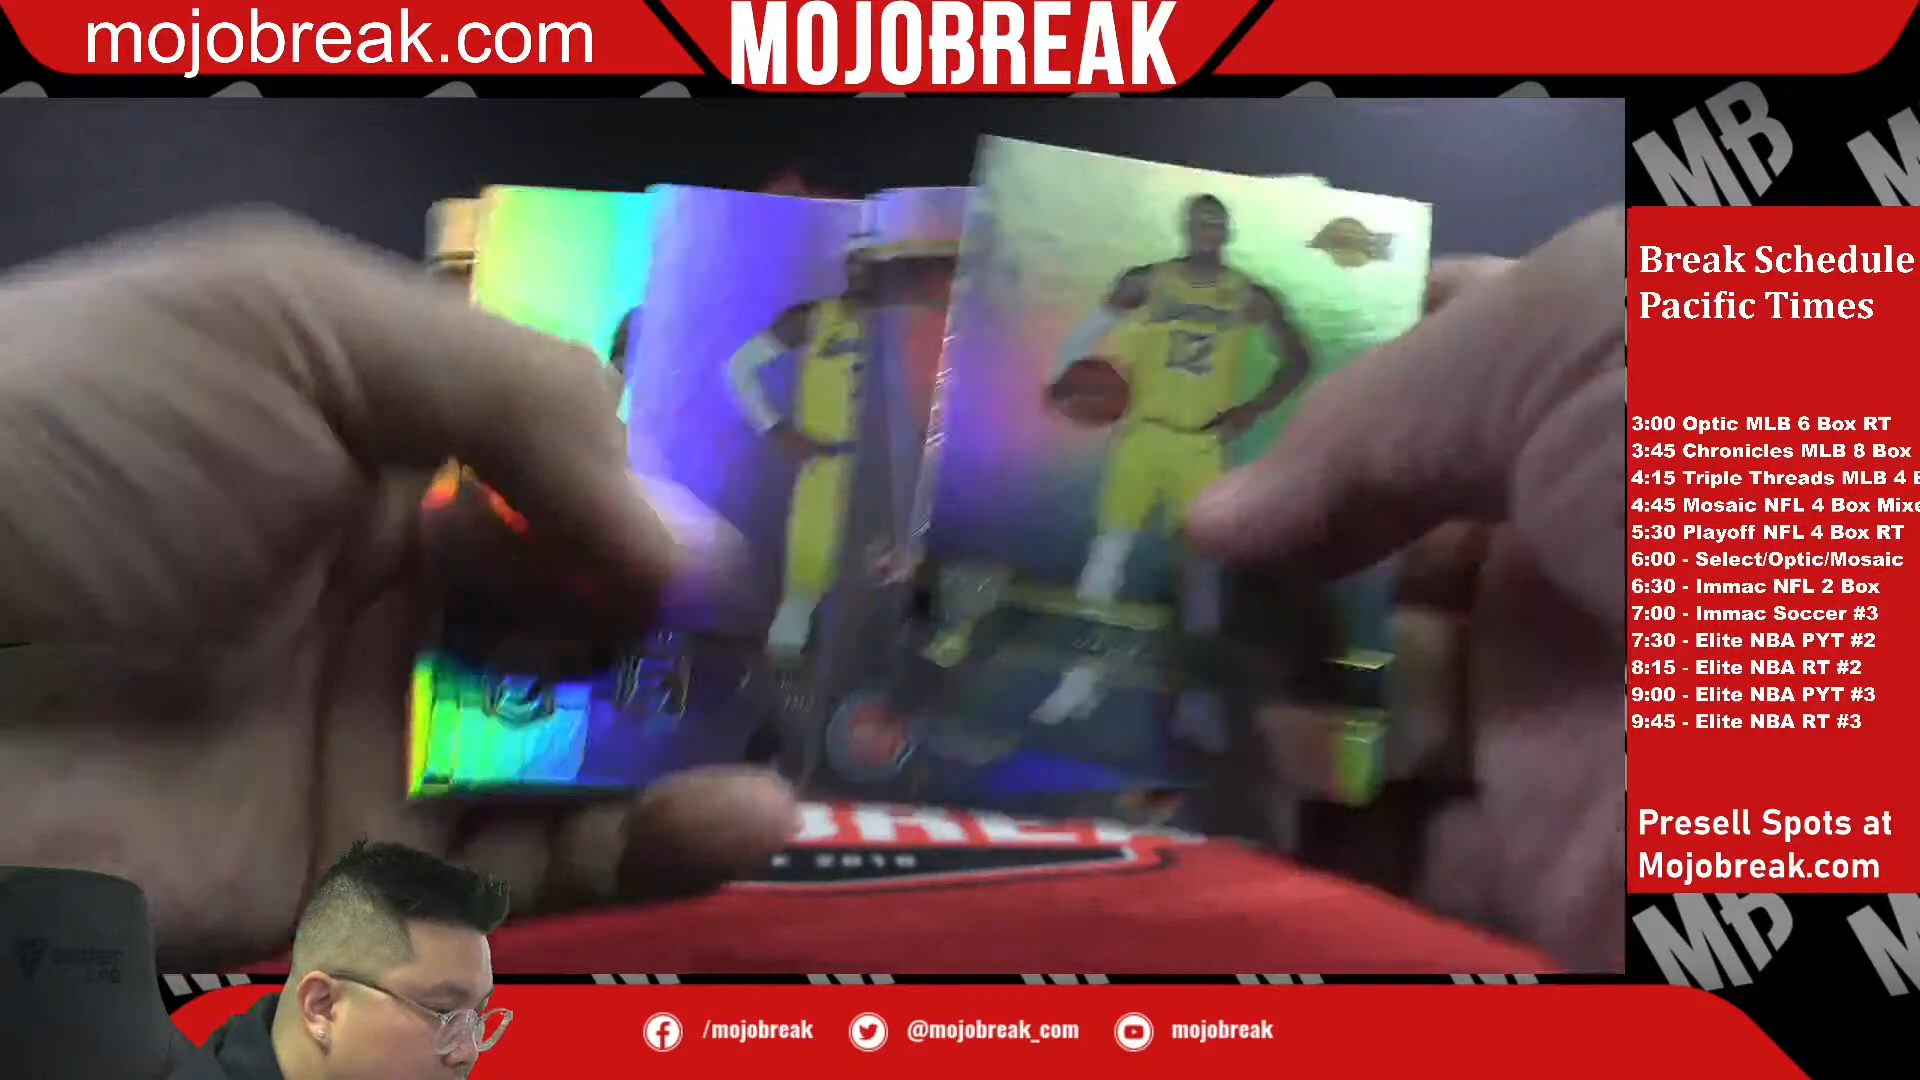 mojobreak.com
MOJOBREAK
MB
Break Schedule
Pacific Times
3:00 Optic MLB 6 Box RT
3:45 Chronicles MLB 8 Box
4:15 Triple Threads MLB 4 B
4:45 Mosaic NFL 4 Box Mixe
5:30 Playoff NFL 4 Box RT
6:00 - Select/Optic/Mosaic
6:30 - Immac NFL 2 Box
7:00 - Immac Soccer #3
7:30 - Elite NBA PYT #2
8:15 - Elite NBA RT #2
9:00 - Elite NBA PYT #3
9:45 - Elite NBA RT #3
Presell Spots at
Mojobreak.com
MB
12
/mojobreak
@mojobreak_com
mojobreak